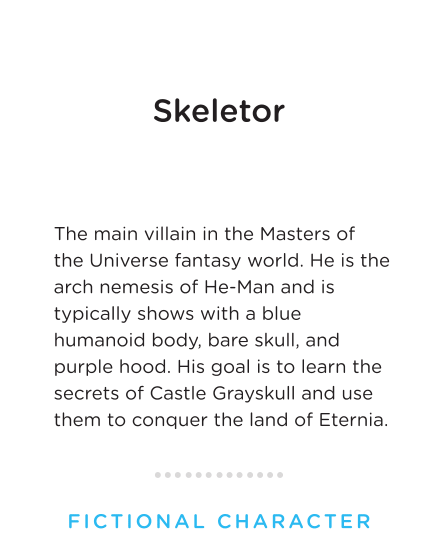 Skeletor
The main villain in the Masters of
the Universe fantasy world. He is the
arch nemesis of He-Man and is
typically shows with a blue
humanoid body, bare skull, and
purple hood. His goal is to learn the
secrets of Castle Grayskull and use
them to conquer the land of Eternia.
FICTIONAL CHARACTER